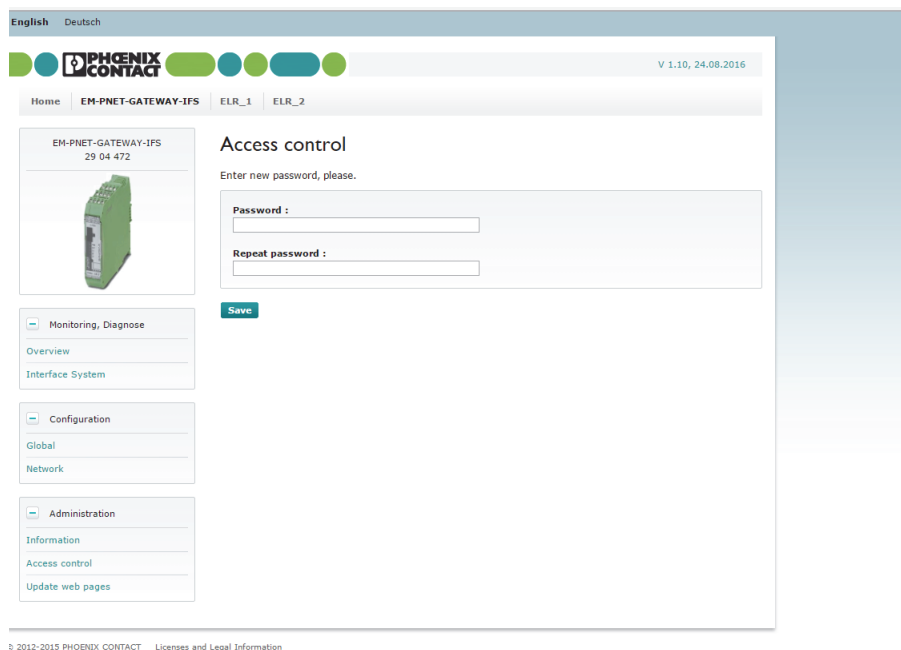 English Deutsch
PHŒNIX
CONTACT
V 1.10, 24.08.2016
Home EM-PNET-GATEWAY-IFS ELR_1 ELR_2
EM-PNET-GATEWAY-IFS
29 04 472
Access control
Enter new password, please.
Password :
Repeat password :
Save
Monitoring, Diagnose
Overview
Interface System
Configuration
Global
Network
Administration
Information
Access control
Update web pages
© 2012-2015 PHOENIX CONTACT Licenses and Legal Information